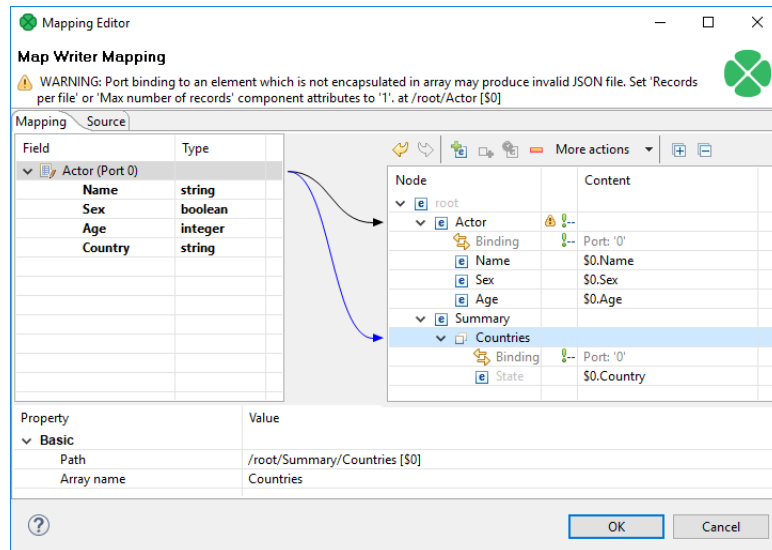 Mapping Editor
Map Writer Mapping
WARNING: Port binding to an element which is not encapsulated in array may produce invalid JSON file. Set 'Records
per file' or 'Max number of records' component attributes to '1'. at /root/Actor [$0]
Mapping Source
More actions
Field Type
Actor (Port 0)
Name string
Sex boolean
Age integer
Country string
Node Content
root
Actor
Binding Port: '0'
Name $0.Name
Sex $0.Sex
Age $0.Age
Summary
Countries
Binding Port: '0'
State $0.Country
Property Value
Basic
Path /root/Summary/Countries [$0]
Array name Countries
OK Cancel